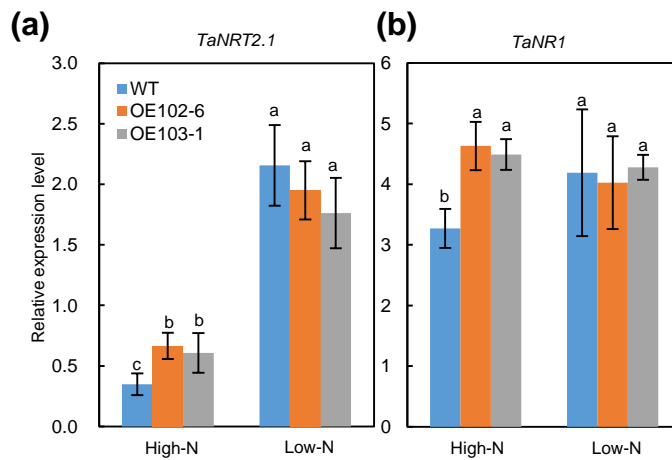 (a)
TaNRT2.1
3.0
2.5
2.0
1.5
1.0
0.5
0.0
Relative expression level
WT
OE102-6
OE103-1
c
b
b
a
a
a
High-N
Low-N
(b)
TaNR1
6
5
4
3
2
1
0
b
a
a
a
a
a
High-N
Low-N